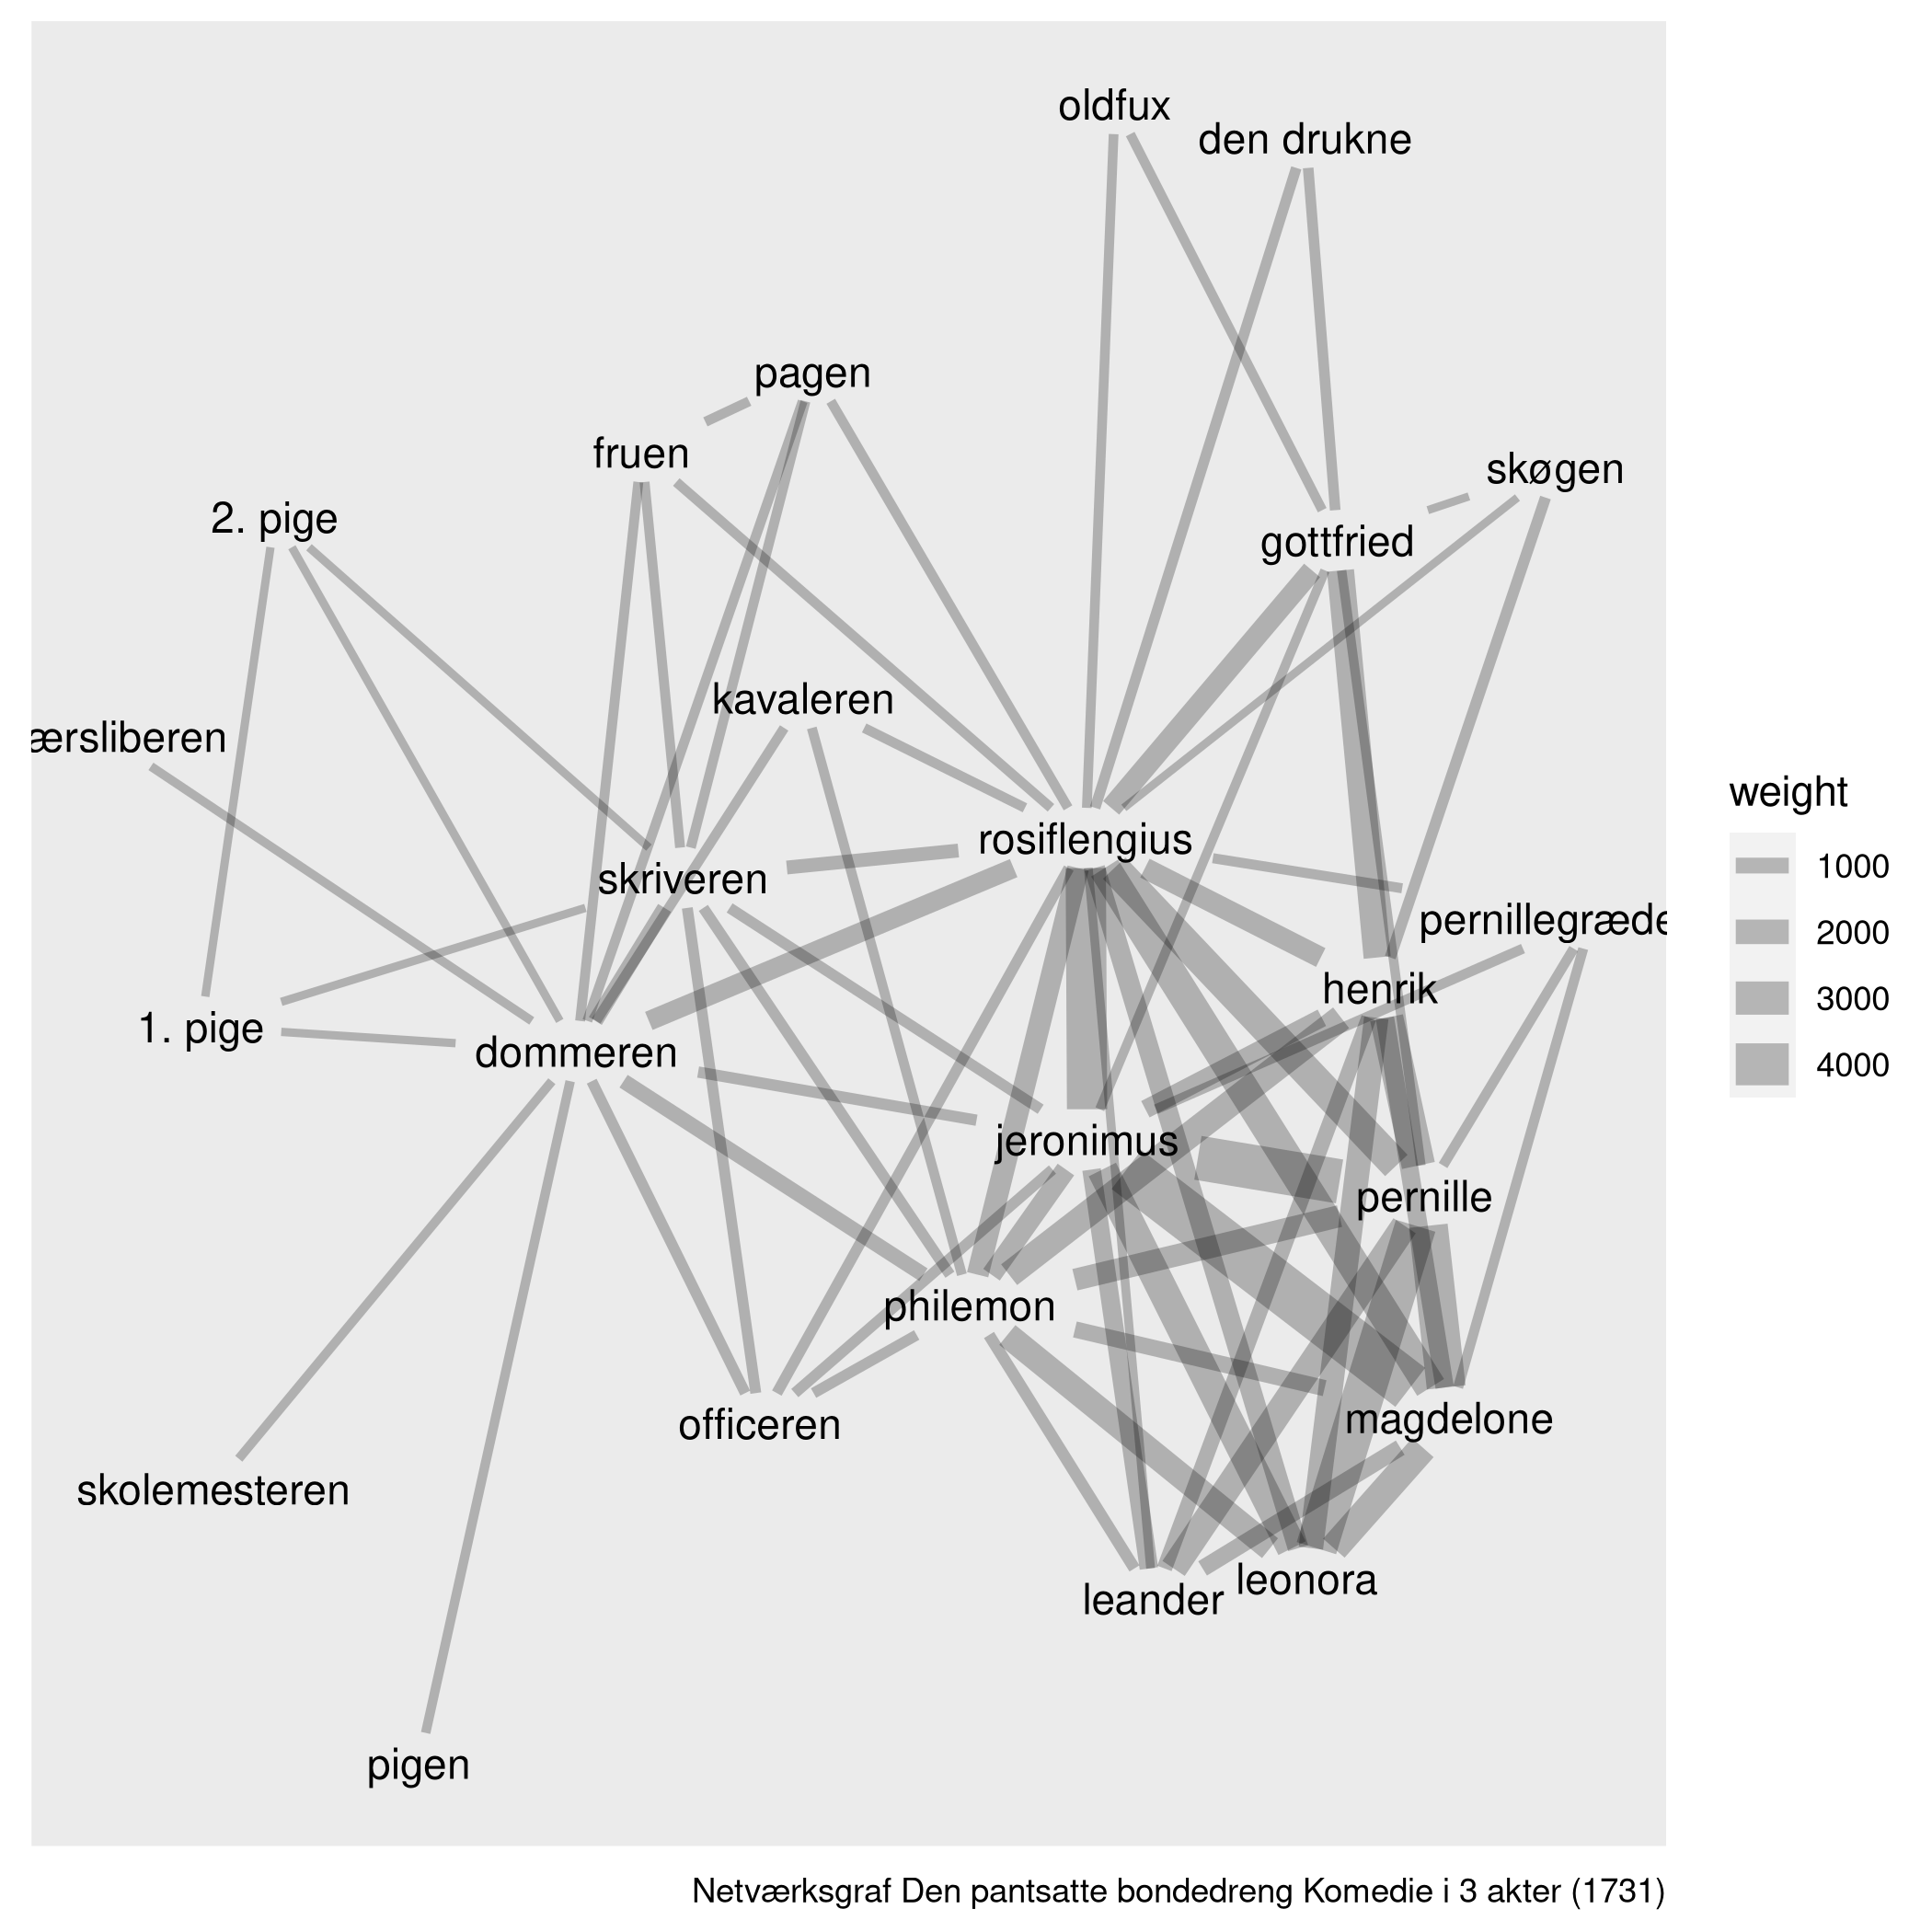 oldfux
den drukne
pagen
fruen
skøgen
2. pige
gottfried
kavaleren
ærsliberen
weight
1000
rosiflengius
skriveren
pernillegræde
2000
henrik
3000
1. pige
dommeren
4000
jeronimus
pernille
philemon
officeren
magdelone
skolemesteren
leonora
leander
pigen
Netværksgraf Den pantsatte bondedreng Komedie i 3 akter (1731)